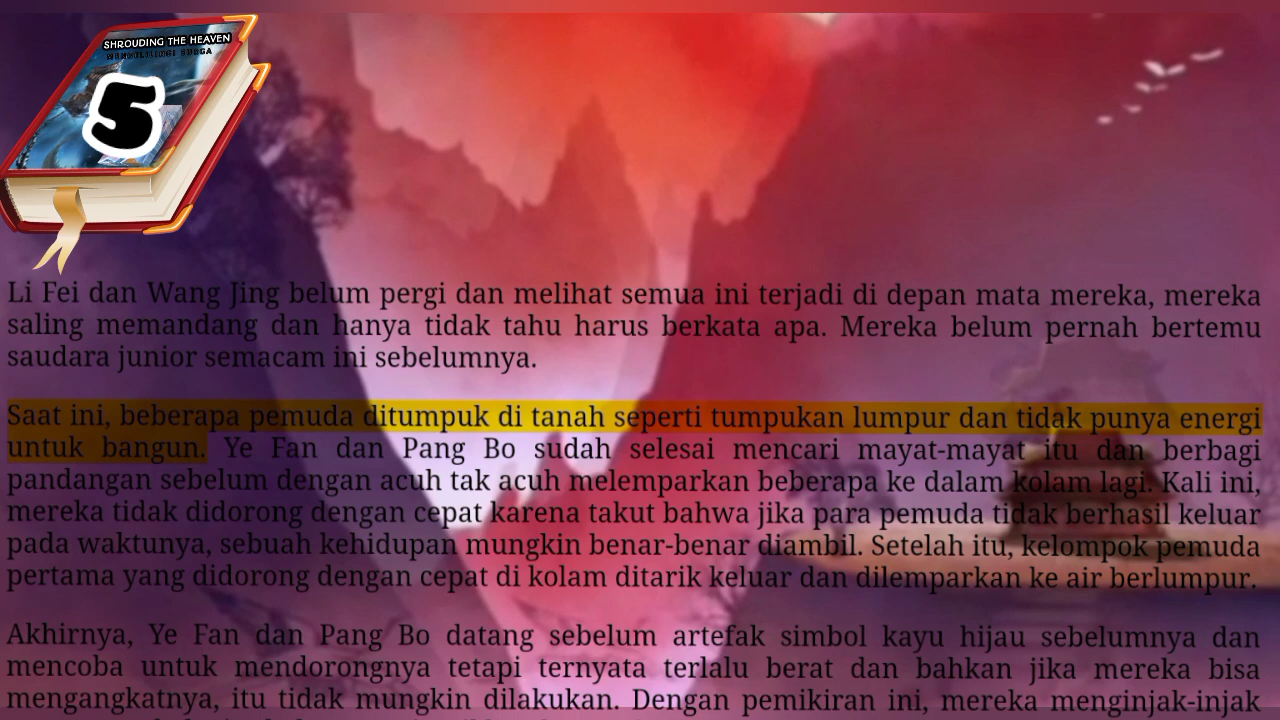 SHROUDING THE HEAVEN
5
Li Fei dan Wang Jing belum pergi dan melihat semua ini terjadi di depan mata mereka, mereka
saling memandang dan hanya tidak tahu harus berkata apa. Mereka belum pernah bertemu
saudara junior semacam ini sebelumnya.
Saat ini, beberapa pemuda ditumpuk di tanah seperti tumpukan lumpur dan tidak punya energi
untuk bangun. Ye Fan dan Pang Bo sudah selesai mencari mayat-mayat itu dan berbagi
pandangan sebelum dengan acuh tak acuh melemparkan beberapa ke dalam kolam lagi. Kali ini,
mereka tidak didorong dengan cepat karena takut bahwa jika para pemuda tidak berhasil keluar
pada waktunya, sebuah kehidupan mungkin benar-benar diambil. Setelah itu, kelompok pemuda
pertama yang didorong dengan cepat di kolam ditarik keluar dan dilemparkan ke air berlumpur.
Akhirnya, Ye Fan dan Pang Bo datang sebelum artefak simbol kayu hijau sebelumnya dan
mencoba untuk mendorongnya tetapi ternyata terlalu berat dan bahkan jika mereka bisa
mengangkatnya, itu tidak mungkin dilakukan. Dengan pemikiran ini, mereka menginjak-injak